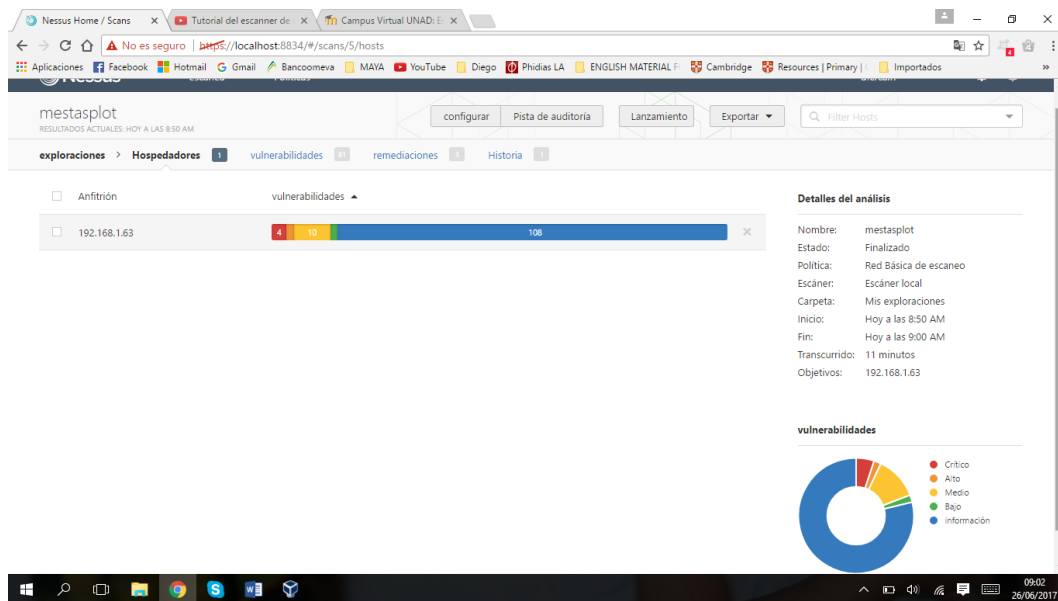 Nessus Home / Scans
Tutorial del escanner de
Campus Virtual UNAD: E
No es seguro | https://localhost:8834/#/scans/5/hosts
Aplicaciones Facebook Hotmail Gmail Bancoomeva MAYA YouTube Diego Phidias LA ENGLISH MATERIAL F Cambridge Resources | Primary | Importados »
Nessus
mestasplot
RESULTADOS ACTUALES: HOY A LAS 8:50 AM
configurar Pista de auditoría Lanzamiento Exportar Filter Hosts
exploraciones > Hospedadores 1 vulnerabilidades 81 remediaciones Historia 1
Anfitrión vulnerabilidades
192.168.1.63 4 10 108
Detalles del análisis
Nombre: mestasplot
Estado: Finalizado
Política: Red Básica de escaneo
Escáner: Escáner local
Carpeta: Mis exploraciones
Inicio: Hoy a las 8:50 AM
Fin: Hoy a las 9:00 AM
Transcurrido: 11 minutos
Objetivos: 192.168.1.63
vulnerabilidades
Crítico
Alto
Medio
Bajo
información
09:02
26/06/2017